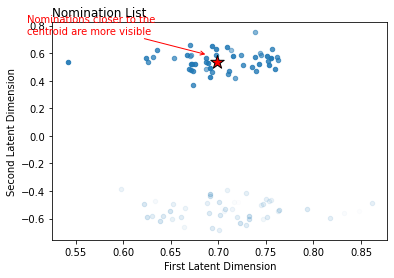 Nomination List
Nominations closer to the
centroid are more visible
Second Latent Dimension
0.8
0.6
0.4
0.2
0.0
−0.2
−0.4
−0.6
0.55 0.60 0.65 0.70 0.75 0.80 0.85
First Latent Dimension